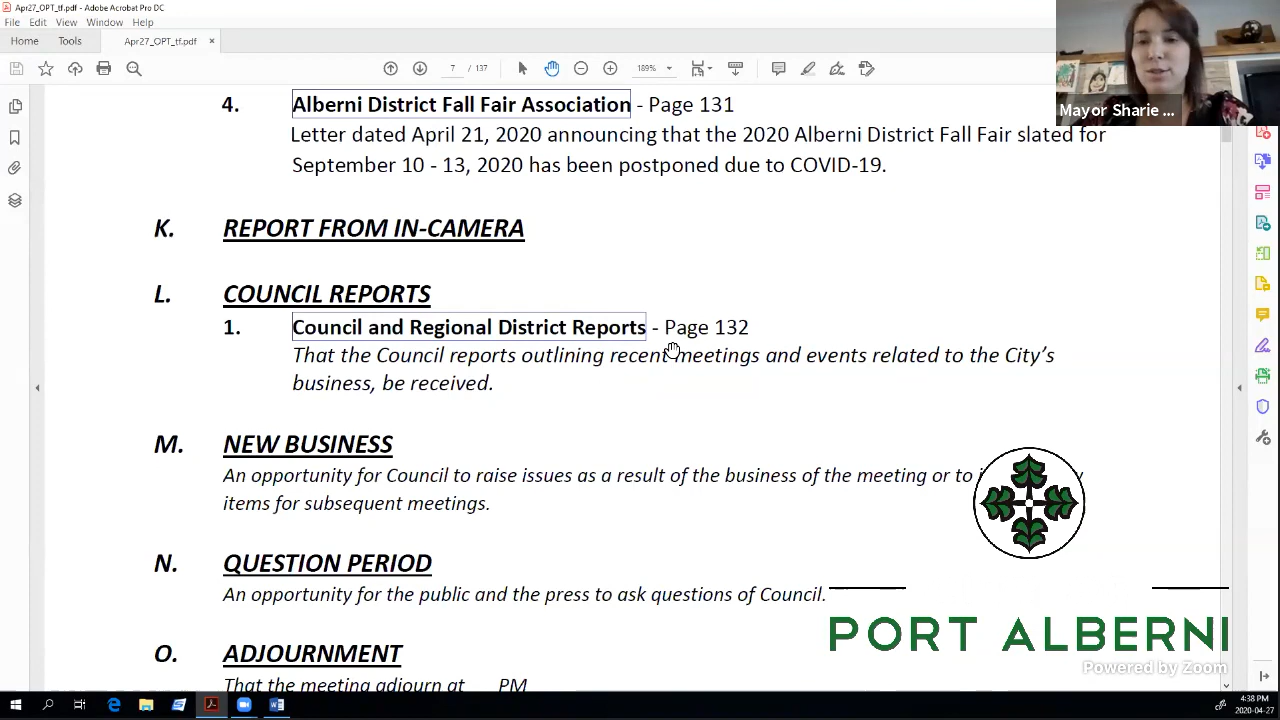 Apr27_OPT_tf.pdf - Adobe Acrobat Pro DC
File Edit View Window Help
Home Tools Apr27_OPT_tf.pdf ×
7 / 137 189%
Mayor Sharie ...
4. Alberni District Fall Fair Association - Page 131
Letter dated April 21, 2020 announcing that the 2020 Alberni District Fall Fair slated for
September 10 - 13, 2020 has been postponed due to COVID-19.
K. REPORT FROM IN-CAMERA
L. COUNCIL REPORTS
1. Council and Regional District Reports - Page 132
That the Council reports outlining recent meetings and events related to the City’s
business, be received.
M. NEW BUSINESS
An opportunity for Council to raise issues as a result of the business of the meeting or to
items for subsequent meetings.
N. QUESTION PERIOD
An opportunity for the public and the press to ask questions of Council.
PORT ALBERNI
Powered by Zoom
O. ADJOURNMENT
That the meeting adjourn at PM
4:38 PM
2020-04-27